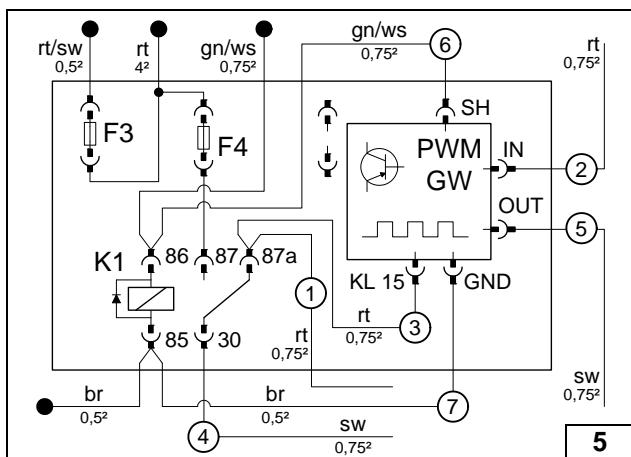 rt/sw
0,5²
rt
4²
gn/ws
0,75²
gn/ws
0,75²
6
rt
0,75²
F3
F4
SH
PWM
GW
IN
2
OUT
5
K1
86
87
87a
KL 15
GND
1
rt
0,75²
rt
0,75²
3
85
30
sw
0,75²
br
0,5²
br
0,5²
7
4
sw
0,75²
5